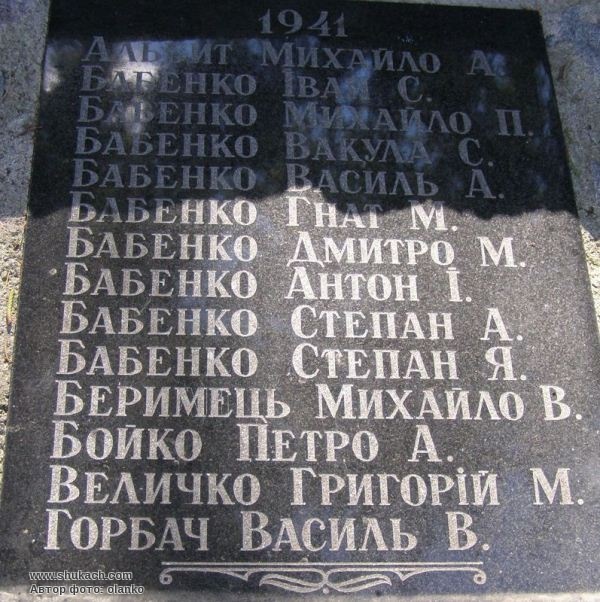 1941
Альбит Михайло А.
Бабенко Іван С.
Бабенко Михайло П.
Бабенко Вакула С.
Бабенко Василь А.
Бабенко Гнат М.
Бабенко Дмитро М.
Бабенко Антон І.
Бабенко Степан А.
Бабенко Степан Я.
Беримець Михайло В.
Бойко Петро А.
Величко Григорій М.
Горбач Василь В.
www.shukach.com
Автор фото: olanko